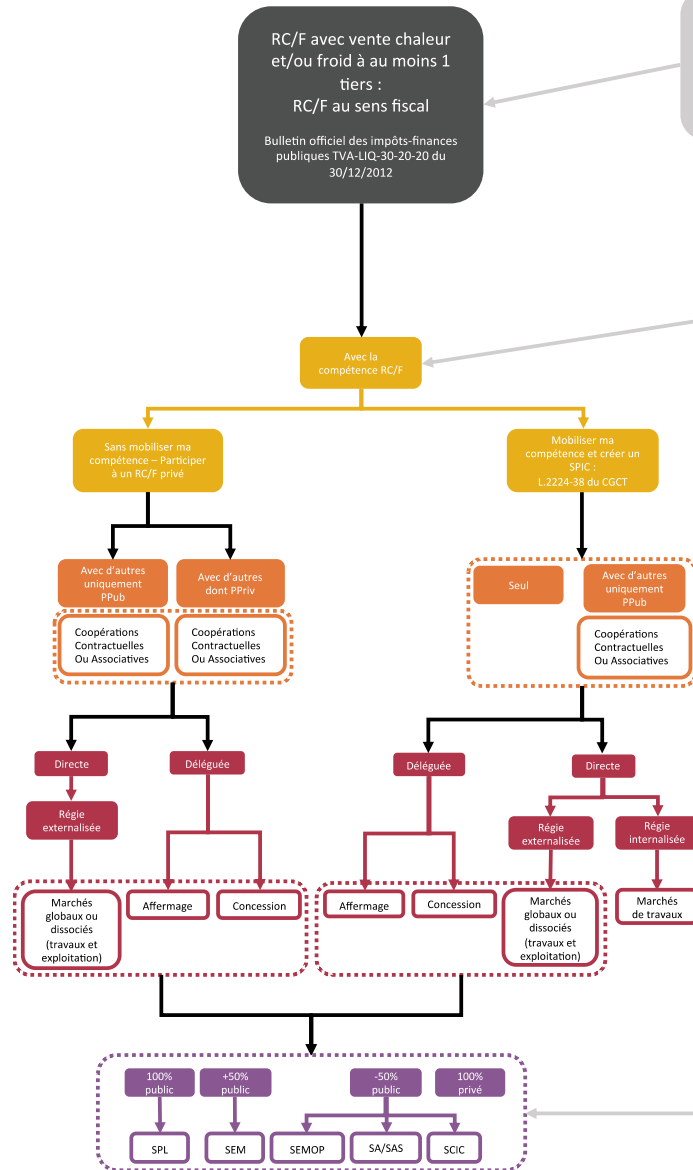 RC/F avec vente chaleur
et/ou froid à au moins 1
tiers :
RC/F au sens fiscal
Bulletin officiel des impôts-finances
publiques TVA-LIQ-30-20-20 du
30/12/2012
Avec la
compétence RC/F
Sans mobiliser ma
compétence – Participer
à un RC/F privé
Mobiliser ma
compétence et créer un
SPIC :
L.2224-38 du CGCT
Avec d'autres
uniquement
PPub
Avec d'autres
dont PPriv
Seul
Avec d'autres
uniquement
PPub
Coopérations
Contractuelles
Ou Associatives
Coopérations
Contractuelles
Ou Associatives
Coopérations
Contractuelles
Ou Associatives
Directe
Déléguée
Déléguée
Directe
Régie
externalisée
Régie
externalisée
Régie
internalisée
Marchés
globaux ou
dissociés
(travaux et
exploitation)
Affermage
Concession
Affermage
Concession
Marchés
globaux ou
dissociés
(travaux et
exploitation)
Marchés
de travaux
100%
public
+50%
public
-50%
public
100%
privé
SPL
SEM
SEMOP
SA/SAS
SCIC